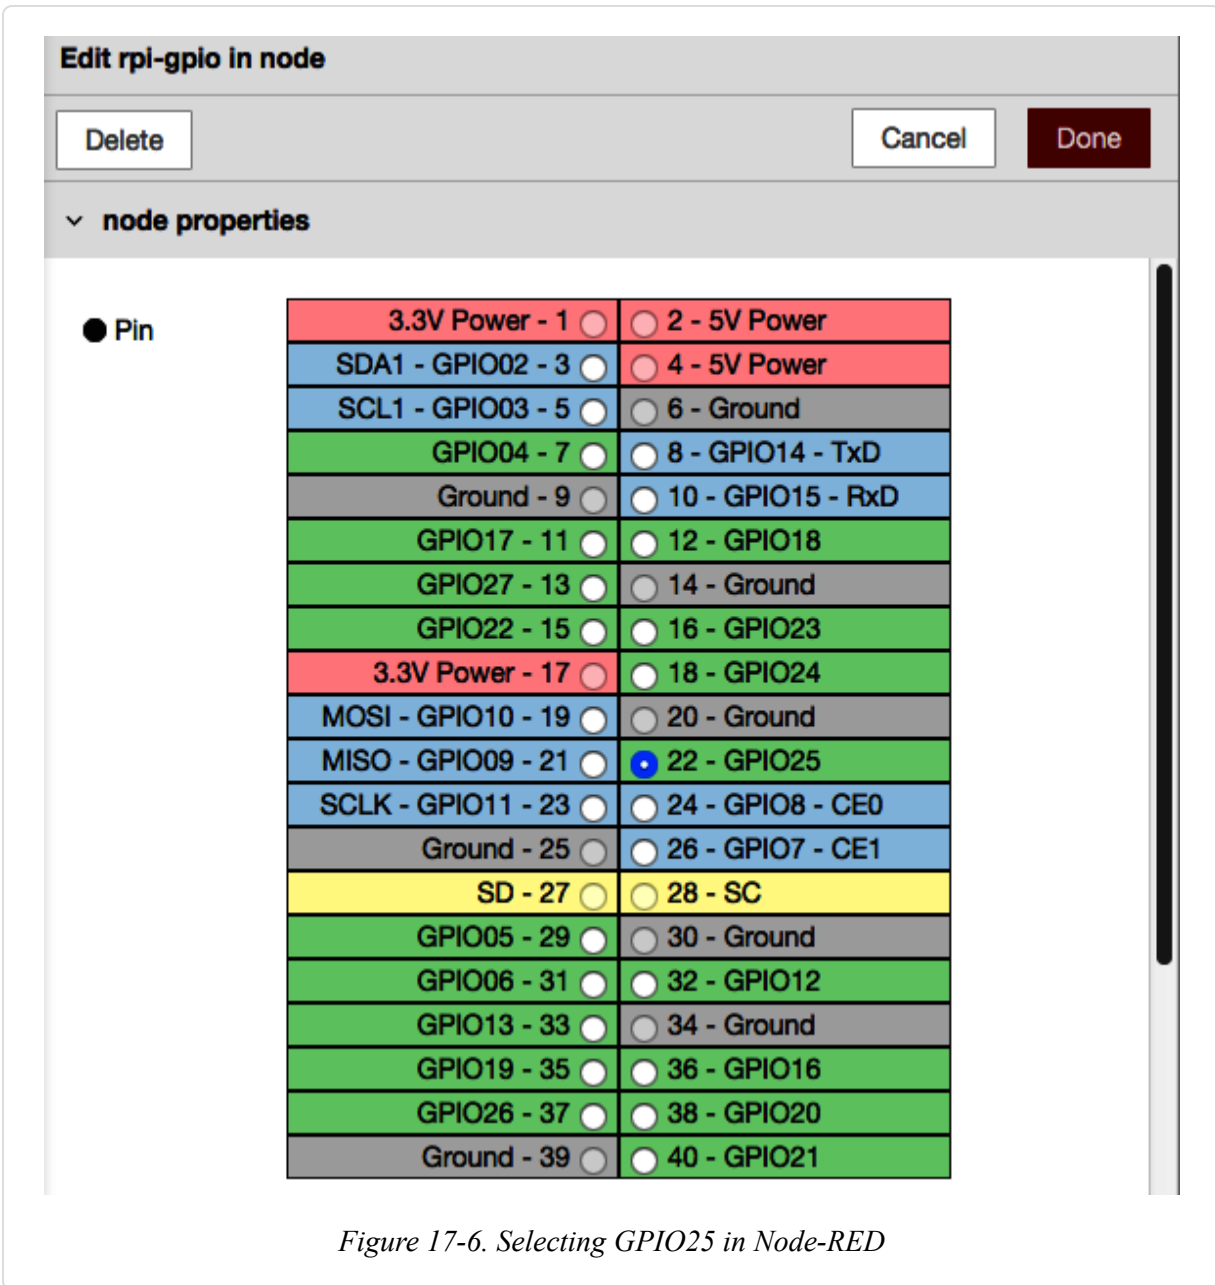 Edit rpi-gpio in node
Delete Cancel Done
node properties
Pin
3.3V Power - 1 2 - 5V Power
SDA1 - GPIO02 - 3 4 - 5V Power
SCL1 - GPIO03 - 5 6 - Ground
GPIO04 - 7 8 - GPIO14 - TxD
Ground - 9 10 - GPIO15 - RxD
GPIO17 - 11 12 - GPIO18
GPIO27 - 13 14 - Ground
GPIO22 - 15 16 - GPIO23
3.3V Power - 17 18 - GPIO24
MOSI - GPIO10 - 19 20 - Ground
MISO - GPIO09 - 21 22 - GPIO25
SCLK - GPIO11 - 23 24 - GPIO8 - CE0
Ground - 25 26 - GPIO7 - CE1
SD - 27 28 - SC
GPIO05 - 29 30 - Ground
GPIO06 - 31 32 - GPIO12
GPIO13 - 33 34 - Ground
GPIO19 - 35 36 - GPIO16
GPIO26 - 37 38 - GPIO20
Ground - 39 40 - GPIO21
Figure 17-6. Selecting GPIO25 in Node-RED